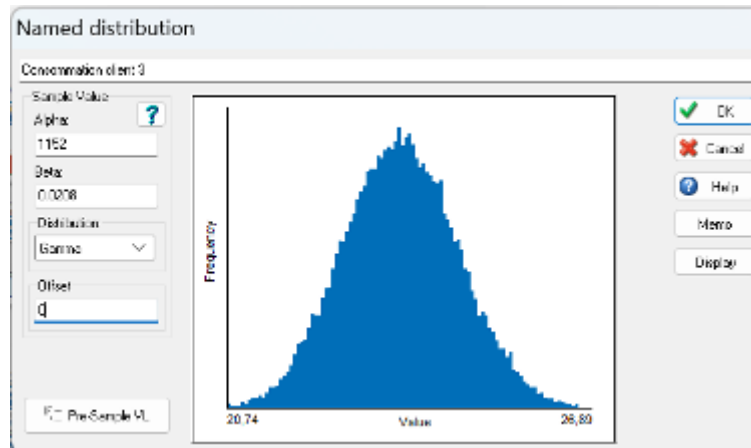 Named distribution
Consommation client 3
Sample Value
Alpha:
1152
Beta:
0.0208
Distribution
Gamma
Offset
0
Pre-Sample VL
Frequency
20,74
Value
26,89
OK
Cancel
Help
Memo
Display